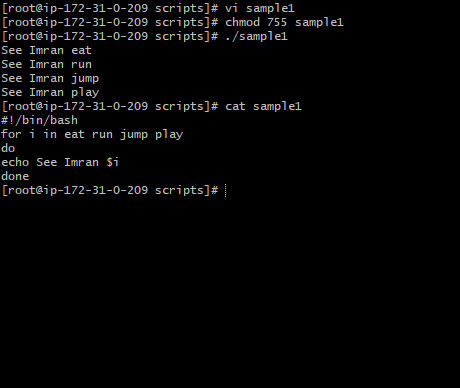 [root@ip-172-31-0-209 scripts]# vi sample1
[root@ip-172-31-0-209 scripts]# chmod 755 sample1
[root@ip-172-31-0-209 scripts]# ./sample1
See Imran eat
See Imran run
See Imran jump
See Imran play
[root@ip-172-31-0-209 scripts]# cat sample1
#!/bin/bash
for i in eat run jump play
do
echo See Imran $i
done
[root@ip-172-31-0-209 scripts]#